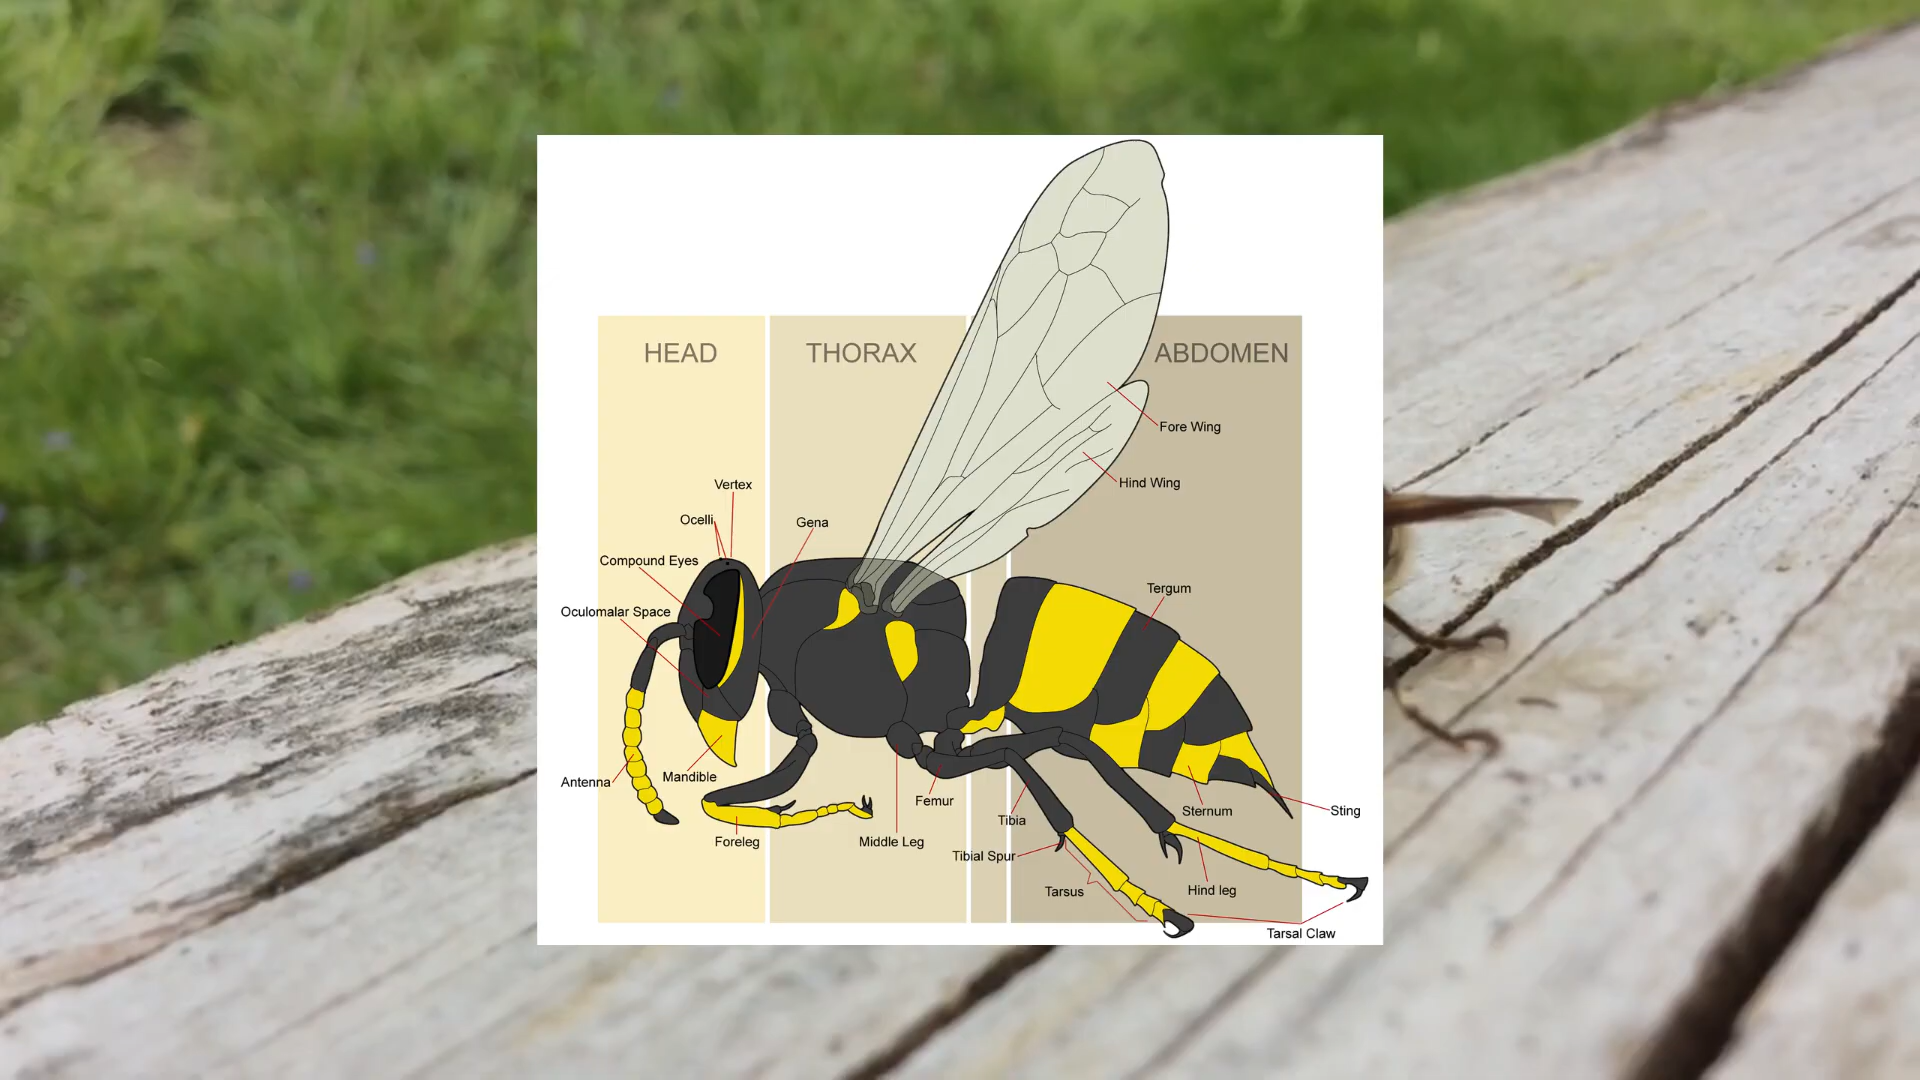 HEAD
THORAX
ABDOMEN
Fore Wing
Hind Wing
Vertex
Ocelli
Gena
Compound Eyes
Tergum
Oculomalar Space
Antenna
Mandible
Femur
Tibia
Sternum
Sting
Foreleg
Middle Leg
Tibial Spur
Tarsus
Hind leg
Tarsal Claw